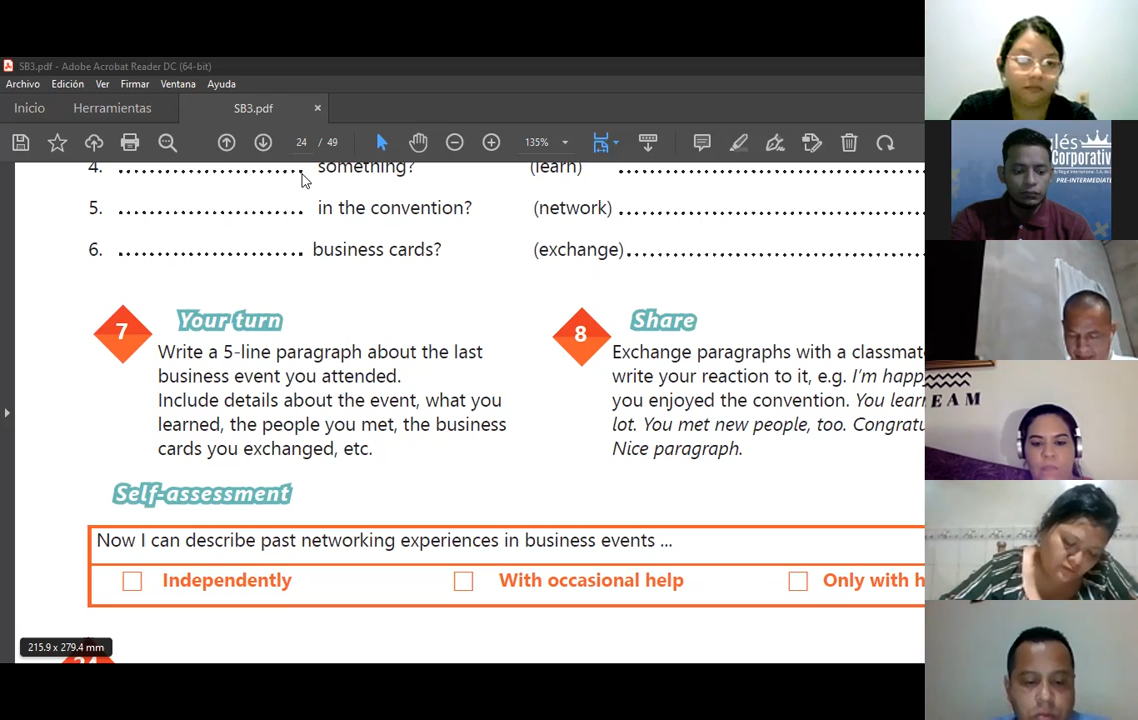 SB3.pdf - Adobe Acrobat Reader DC (64-bit)
Archivo Edición Ver Firmar Ventana Ayuda
Inicio Herramientas SB3.pdf ×
24 / 49 135%
4. something? (learn)
5. in the convention? (network)
6. business cards? (exchange)
7 Your turn
Write a 5-line paragraph about the last
business event you attended.
Include details about the event, what you
learned, the people you met, the business
cards you exchanged, etc.
8 Share
Exchange paragraphs with a classmat
write your reaction to it, e.g. I'm happ
you enjoyed the convention. You lear
lot. You met new people, too. Congratu
Nice paragraph.
Self-assessment
Now I can describe past networking experiences in business events ...
Independently With occasional help Only with h
215.9 x 279.4 mm
glés
Corporativ
PRE-INTERMEDIATE
EAM